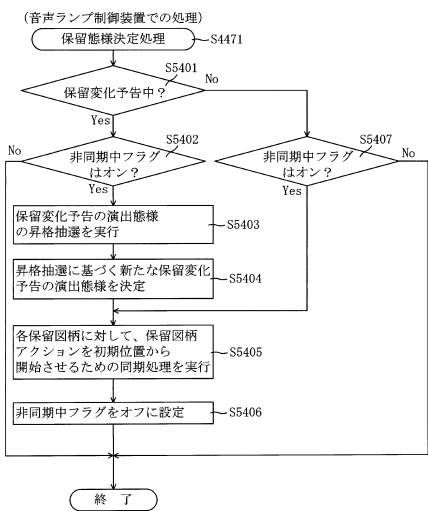 （音声ランプ制御装置での処理）
保留態様決定処理
S4471
S5401
保留変化予告中？
No
Yes
S5402
No
非同期中フラグ
はオン？
Yes
S5407
非同期中フラグ
はオン？
No
Yes
保留変化予告の演出態様
の昇格抽選を実行
S5403
昇格抽選に基づく新たな保留変化
予告の演出態様を決定
S5404
各保留図柄に対して、保留図柄
アクションを初期位置から
開始させるための同期処理を実行
S5405
非同期中フラグをオフに設定
S5406
終 了